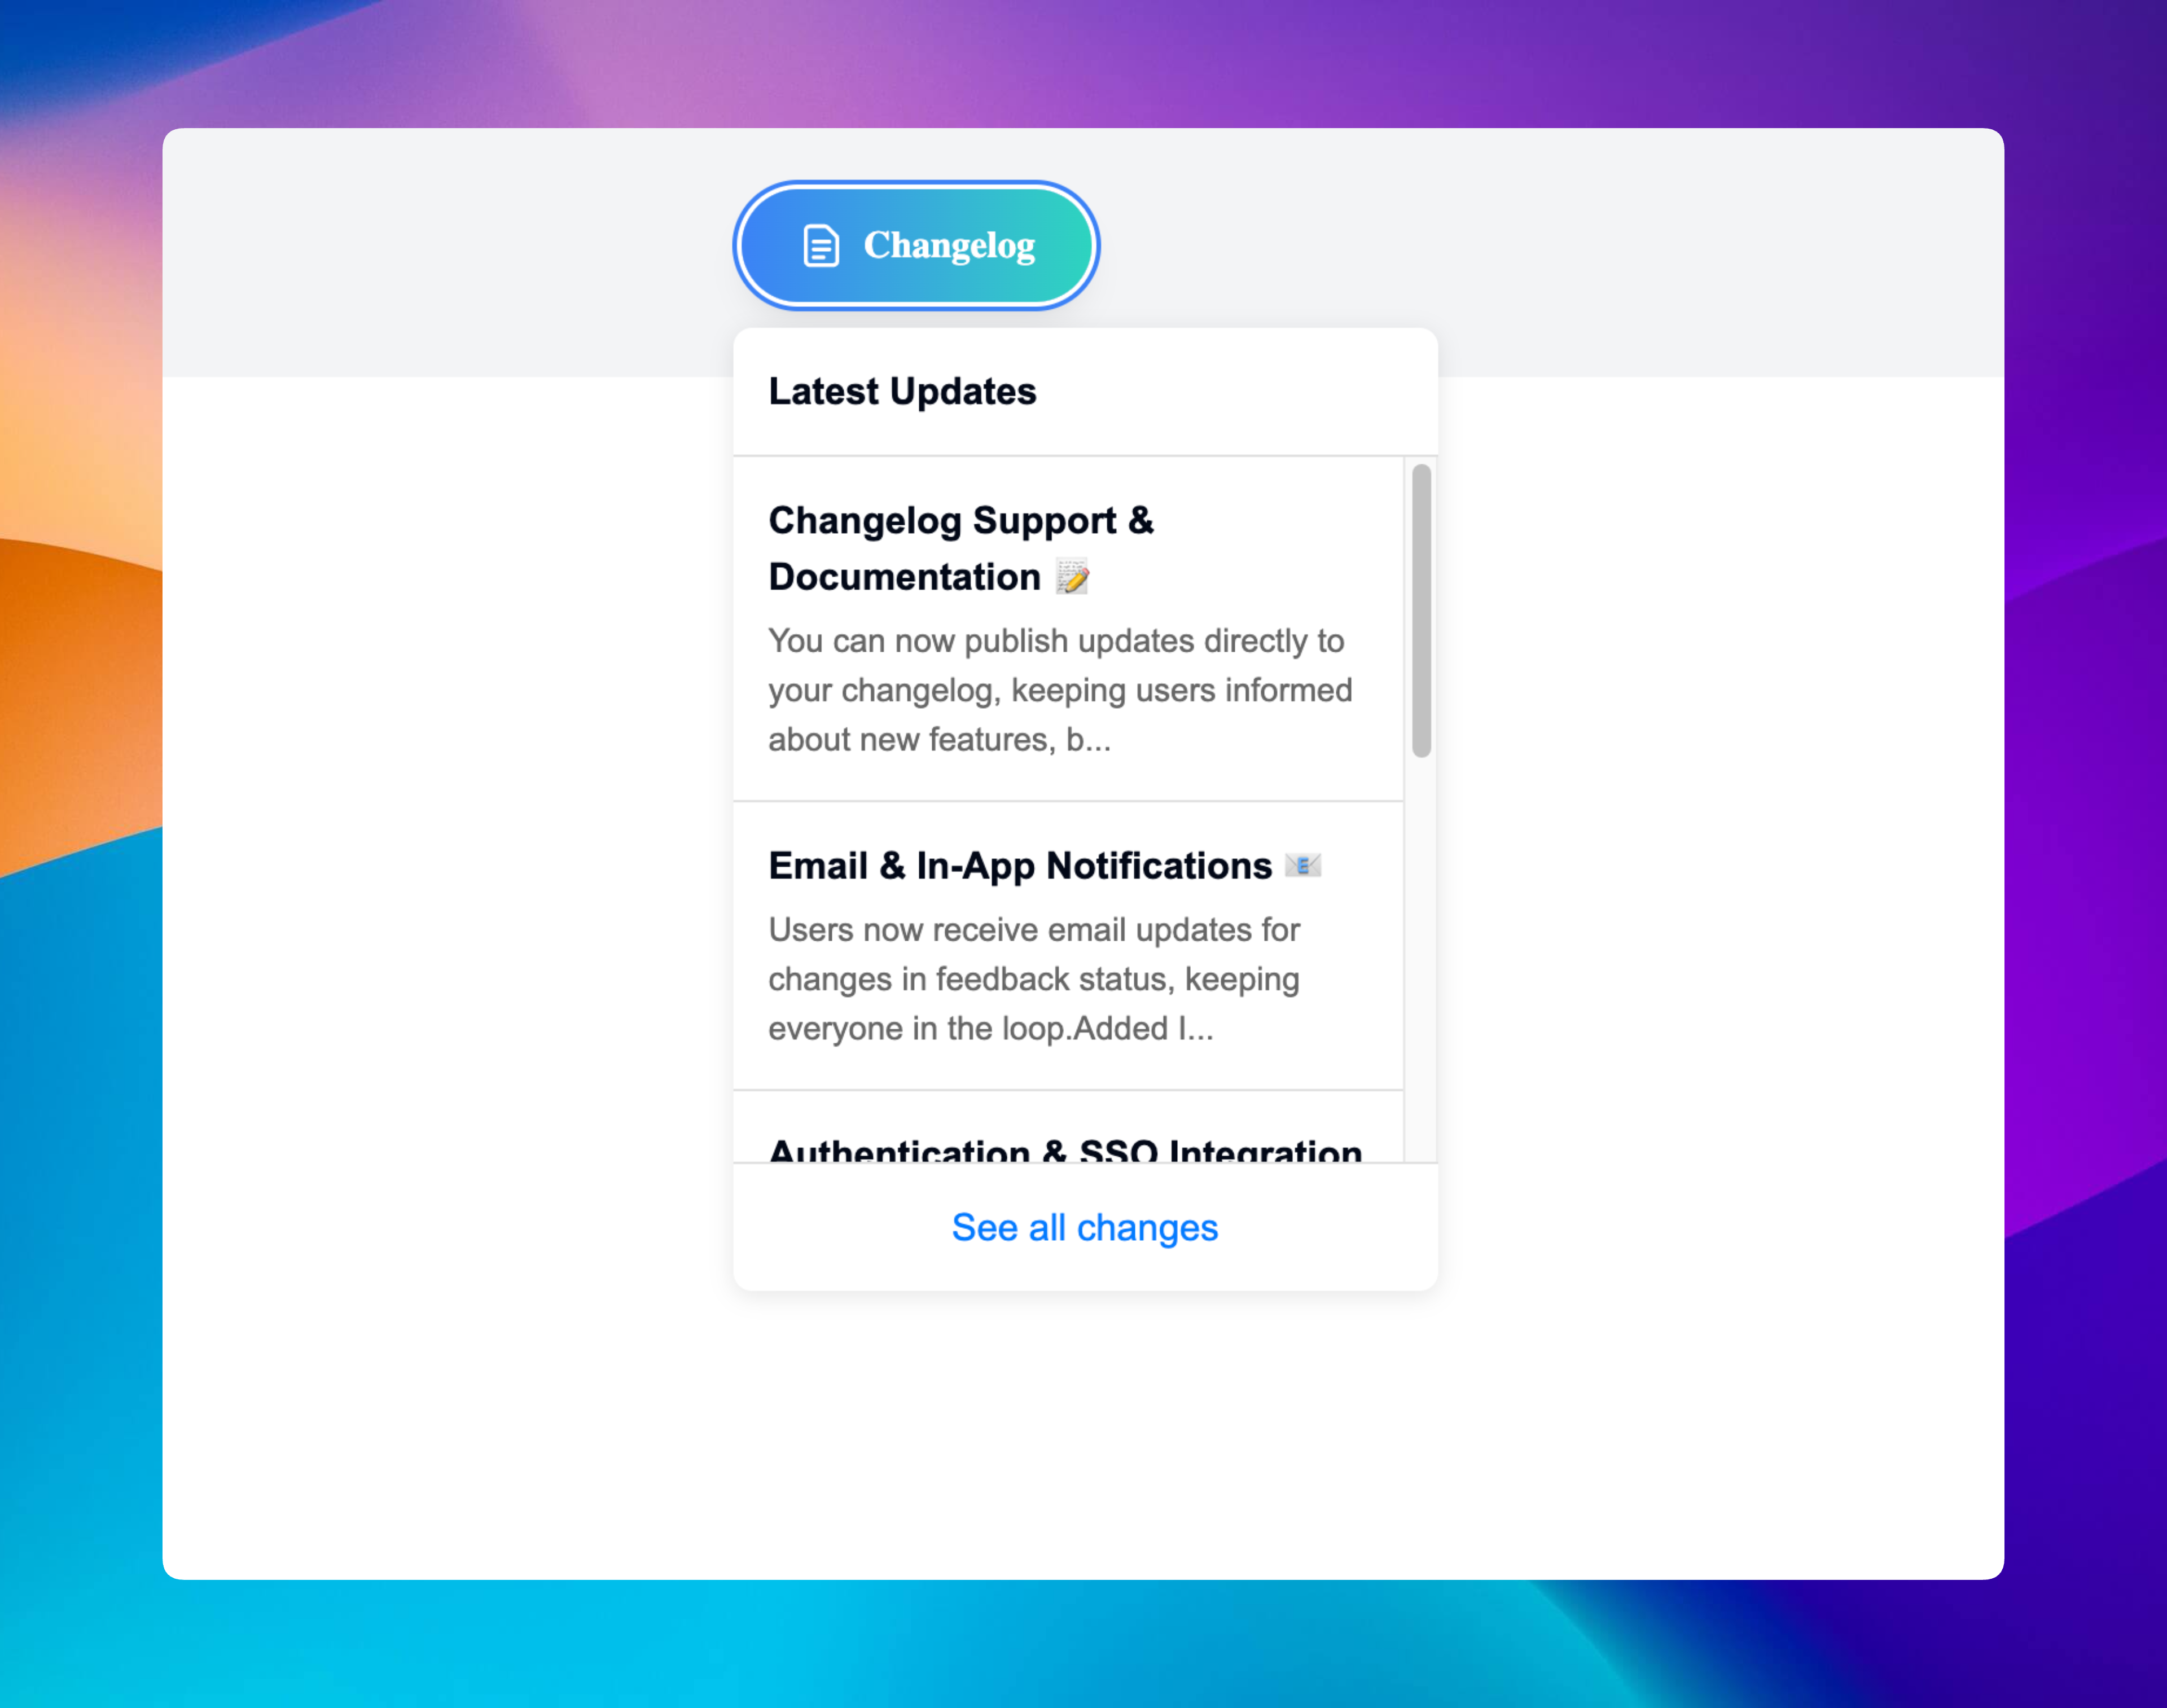 Changelog
Latest Updates
Changelog Support &
Documentation 📝
You can now publish updates directly to
your changelog, keeping users informed
about new features, b...
Email & In-App Notifications 📧
Users now receive email updates for
changes in feedback status, keeping
everyone in the loop.Added I...
Authentication & SSO Integration
See all changes